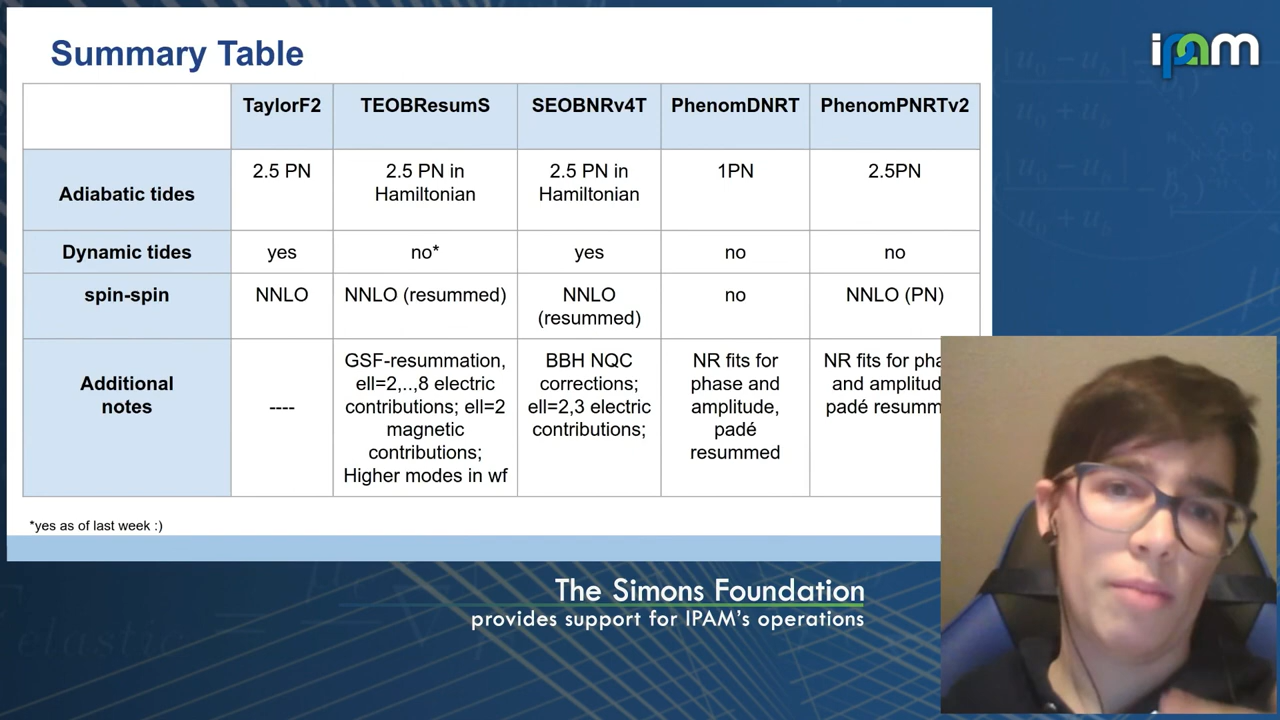 Summary Table
ipam
TaylorF2 TEOBResumS SEOBNRv4T PhenomDNRT PhenomPNRTv2
Adiabatic tides 2.5 PN 2.5 PN in Hamiltonian 2.5 PN in Hamiltonian 1PN 2.5PN
Dynamic tides yes no* yes no no
spin-spin NNLO NNLO (resummed) NNLO (resummed) no NNLO (PN)
Additional notes
----
GSF-resummation,
ell=2,..,8 electric
contributions; ell=2
magnetic
contributions;
Higher modes in wf
BBH NQC
corrections;
ell=2,3 electric
contributions;
NR fits for
phase and
amplitude,
padé
resummed
NR fits for pha
and amplitud
padé resumm
*yes as of last week :)
The Simons Foundation
provides support for IPAM's operations
elastic